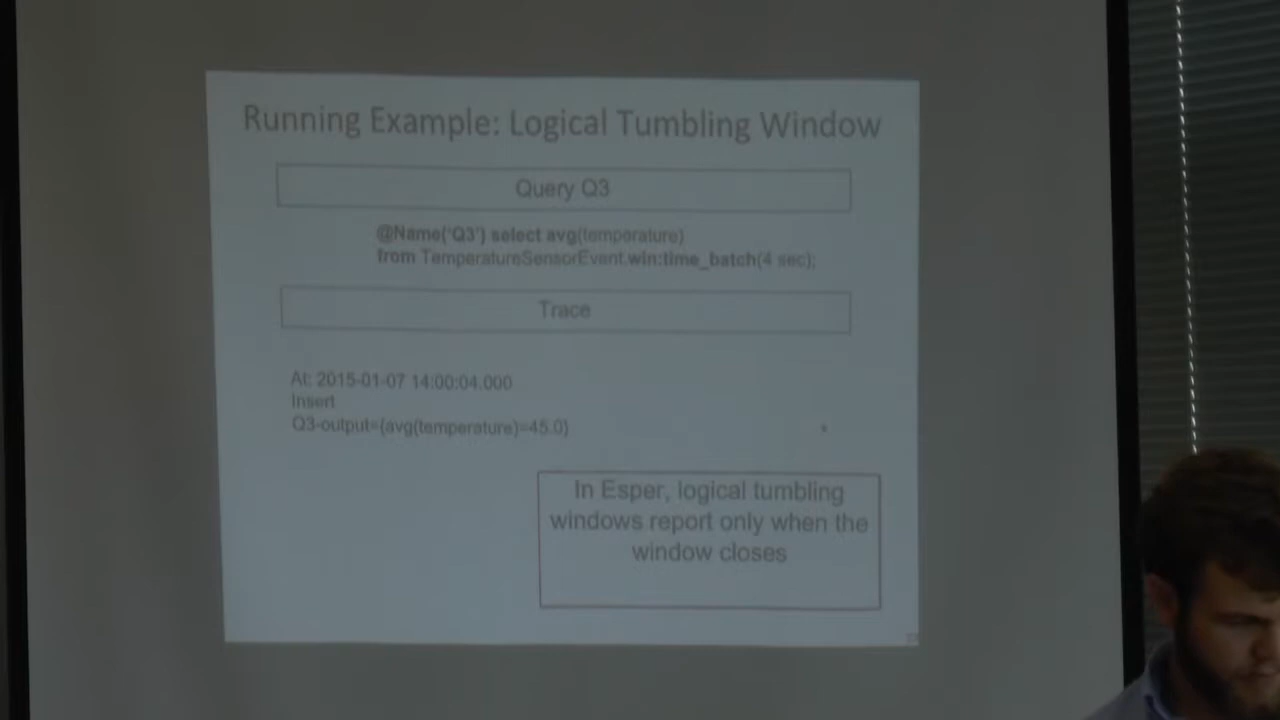 Running Example: Logical Tumbling Window
Query Q3
@Name('Q3') select avg(temporature)
from TemperatureSensorEvent.win:time_batch(4 sec);
Trace
At: 2015-01-07 14:00:04.000
Insert
Q3-output={avg(temperature)=45.0}
In Esper, logical tumbling
windows report only when the
window closes